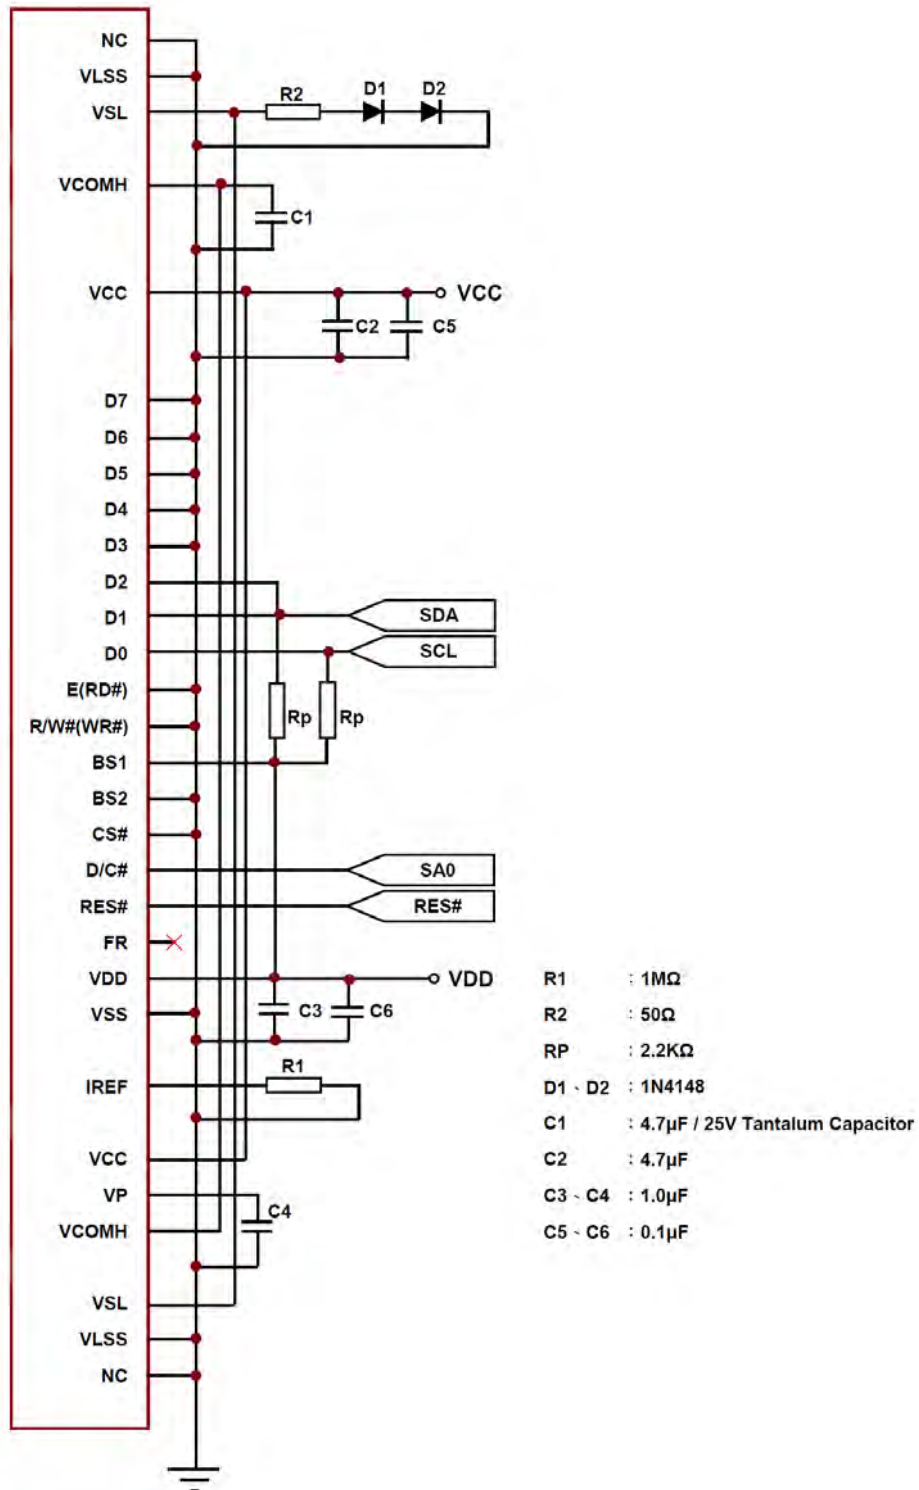 NC
VLSS
R2 D1 D2
VSL
VCOMH
C1
VCC VCC
C2 C5
D7
D6
D5
D4
D3
D2
D1 SDA
D0 SCL
E(RD#)
Rp Rp
R/W#(WR#)
BS1
BS2
CS#
D/C# SA0
RES# RES#
FR
VDD VDD
VSS C3 C6
R1
IREF
VCC
VP
C4
VCOMH
VSL
VLSS
NC
R1 : 1MΩ
R2 : 50Ω
RP : 2.2KΩ
D1、D2 : 1N4148
C1 : 4.7μF / 25V Tantalum Capacitor
C2 : 4.7μF
C3、C4 : 1.0μF
C5、C6 : 0.1μF